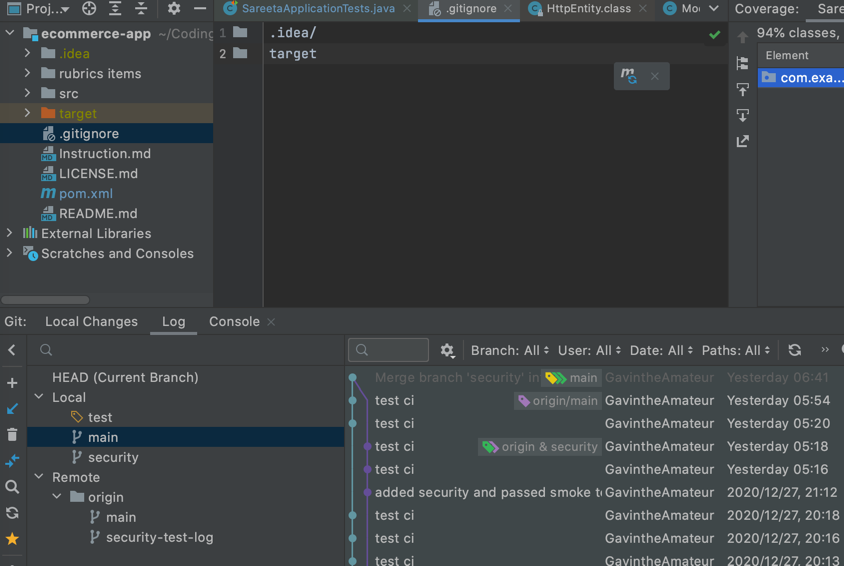 Proj... SareetaApplicationTests.java .gitignore HttpEntity.class Coverage: Sare
ecommerce-app ~/Coding 1 .idea/ 94% classes,
.idea 2 target Element
rubrics items com.exa...
src
target
.gitignore
Instruction.md
LICENSE.md
pom.xml
README.md
External Libraries
Scratches and Consoles
Git: Local Changes Log Console
Branch: All User: All Date: All Paths: All
HEAD (Current Branch)
Local
test
main
security
Remote
origin
main
security-test-log
Merge branch 'security' in main GavintheAmateur Yesterday 06:41
test ci origin/main GavintheAmateur Yesterday 05:54
test ci GavintheAmateur Yesterday 05:20
test ci origin & security GavintheAmateur Yesterday 05:18
test ci GavintheAmateur Yesterday 05:16
added security and passed smoke te GavintheAmateur 2020/12/27, 21:12
test ci GavintheAmateur 2020/12/27, 20:18
test ci GavintheAmateur 2020/12/27, 20:16
test ci GavintheAmateur 2020/12/27, 20:13